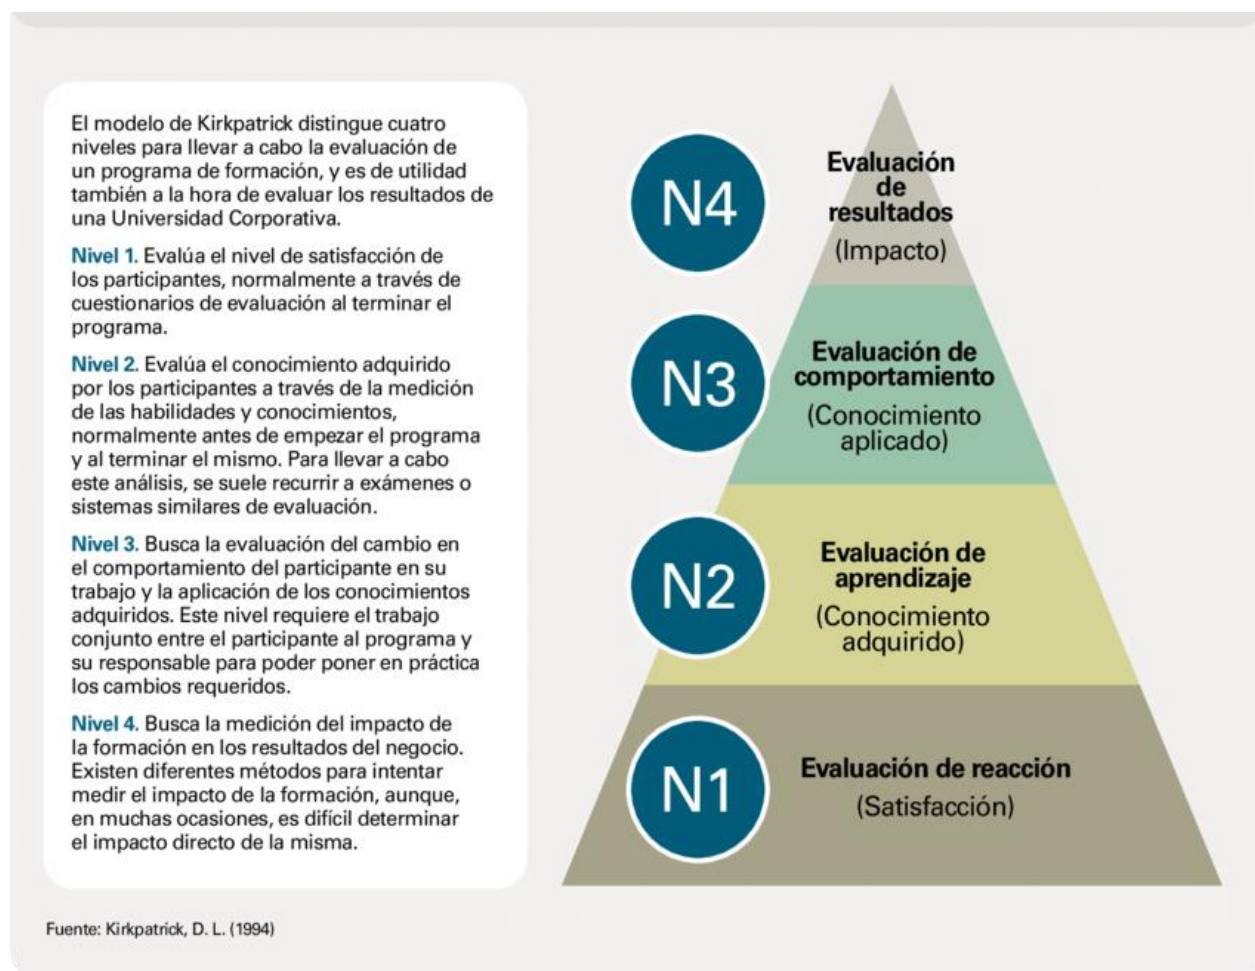 El modelo de Kirkpatrick distingue cuatro
niveles para llevar a cabo la evaluación de
un programa de formación, y es de utilidad
también a la hora de evaluar los resultados de
una Universidad Corporativa.
Nivel 1. Evalúa el nivel de satisfacción de
los participantes, normalmente a través de
cuestionarios de evaluación al terminar el
programa.
Nivel 2. Evalúa el conocimiento adquirido
por los participantes a través de la medición
de las habilidades y conocimientos,
normalmente antes de empezar el programa
y al terminar el mismo. Para llevar a cabo
este análisis, se suele recurrir a exámenes o
sistemas similares de evaluación.
Nivel 3. Busca la evaluación del cambio en
el comportamiento del participante en su
trabajo y la aplicación de los conocimientos
adquiridos. Este nivel requiere el trabajo
conjunto entre el participante al programa y
su responsable para poder poner en práctica
los cambios requeridos.
Nivel 4. Busca la medición del impacto de
la formación en los resultados del negocio.
Existen diferentes métodos para intentar
medir el impacto de la formación, aunque,
en muchas ocasiones, es difícil determinar
el impacto directo de la misma.
N4
Evaluación
de
resultados
(Impacto)
N3
Evaluación de
comportamiento
(Conocimiento
aplicado)
N2
Evaluación de
aprendizaje
(Conocimiento
adquirido)
N1
Evaluación de reacción
(Satisfacción)
Fuente: Kirkpatrick, D. L. (1994)